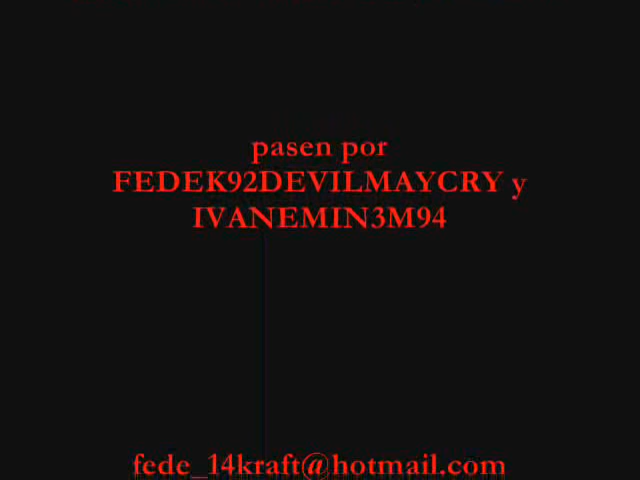 pasen por
FEDEK92DEVILMAYCRY y
IVANEMIN3M94
fede_14kraft@hotmail.com